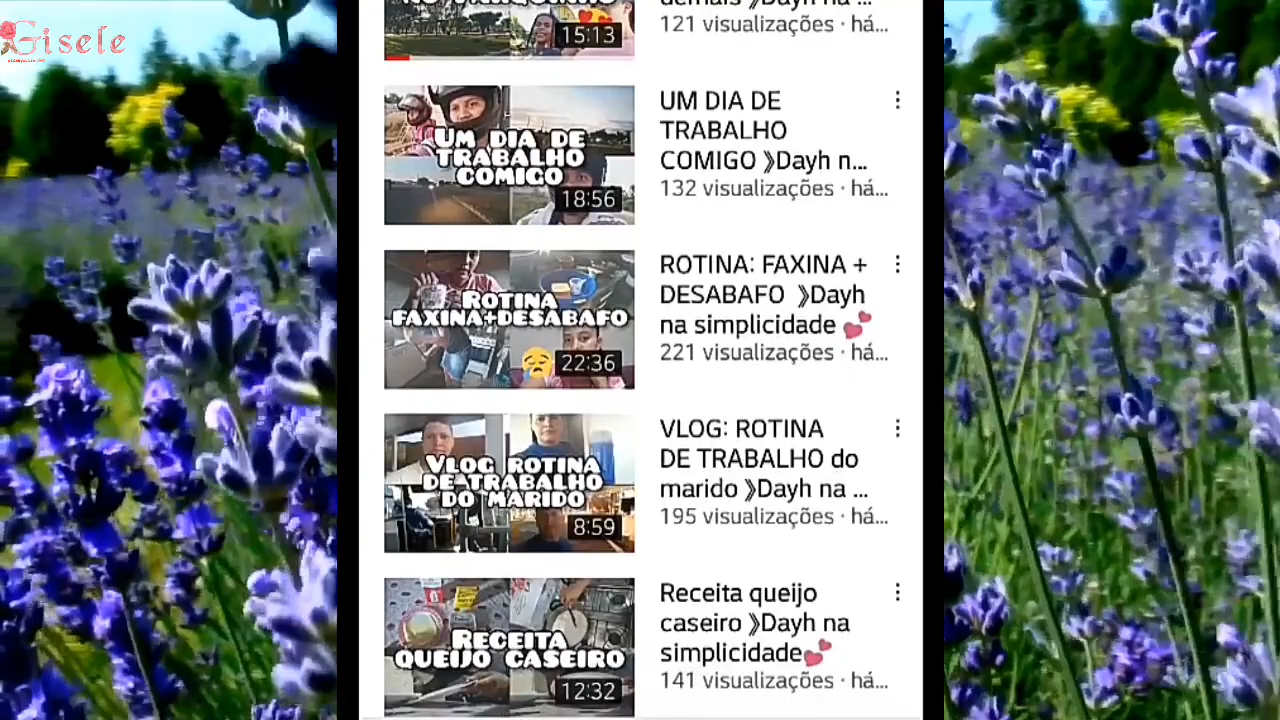 Gisele
15:13
121 visualizações · há...
UM DIA DE
TRABALHO
COMIGO
18:56
UM DIA DE
TRABALHO
COMIGO 》Dayh n...
132 visualizações · há...
ROTINA
FAXINA+DESABAFO
22:36
ROTINA: FAXINA +
DESABAFO 》Dayh
na simplicidade 💕
221 visualizações · há...
VLOG ROTINA
DE TRABALHO
DO MARIDO
8:59
VLOG: ROTINA
DE TRABALHO do
marido 》Dayh na ...
195 visualizações · há...
RECEITA
QUEIJO CASEIRO
12:32
Receita queijo
caseiro 》Dayh na
simplicidade💕
141 visualizações · há...